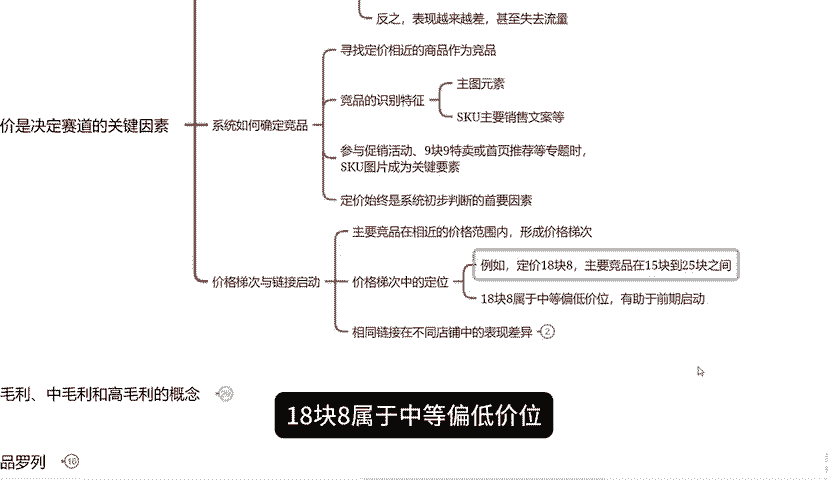 反之，表现越来越差，甚至失去流量
寻找定价相近的商品作为竞品
主图元素
竞品的识别特征
SKU主要销售文案等
价是决定赛道的关键因素
系统如何确定竞品
参与促销活动、9块9特卖或首页推荐等专题时，
SKU图片成为关键要素
定价始终是系统初步判断的首要因素
主要竞品在相近的价格范围内，形成价格梯次
例如，定价18块8，主要竞品在15块到25块之间
价格梯次与链接启动
价格梯次中的定位
18块8属于中等偏低价位，有助于前期启动
相同链接在不同店铺中的表现差异 2
毛利、中毛利和高毛利的概念
18块8属于中等偏低价位
品罗列 16